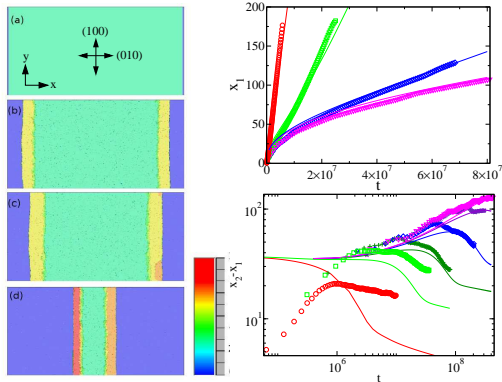 (a)
(100)
(010)
y
x
(b)
(c)
(d)
200
150
100
50
0
x₁
0
2×10⁷
4×10⁷
6×10⁷
8×10⁷
t
10²
10¹
x₂-x₁
10⁶
10⁸
t